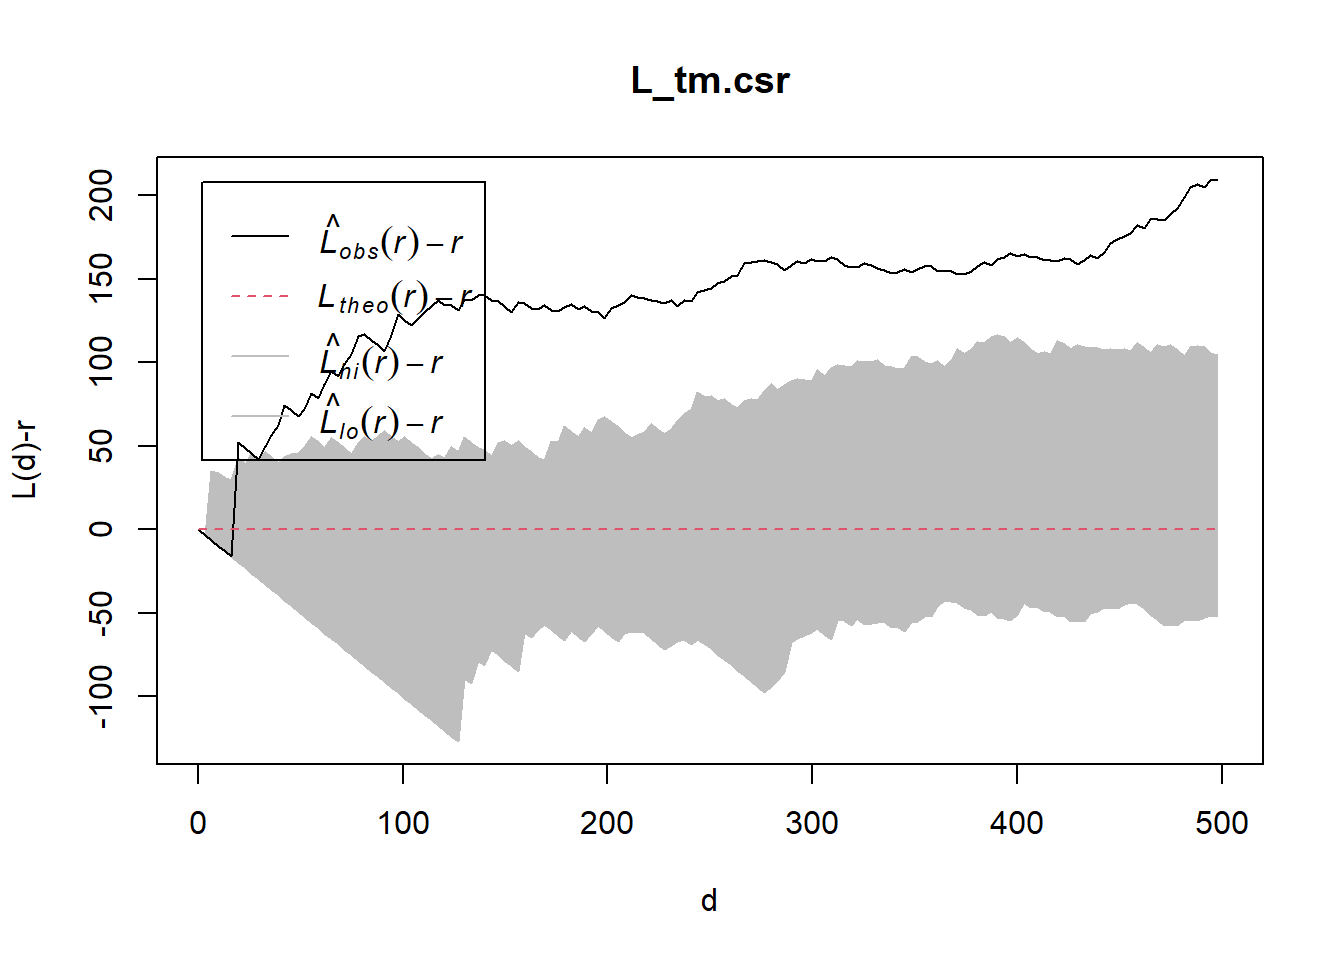 L_tm.csr
L̂obs(r) − r
Ltheo(r) − r
L̂hi(r) − r
L̂lo(r) − r
L(d)-r
200
150
100
50
0
-50
-100
0 100 200 300 400 500
d